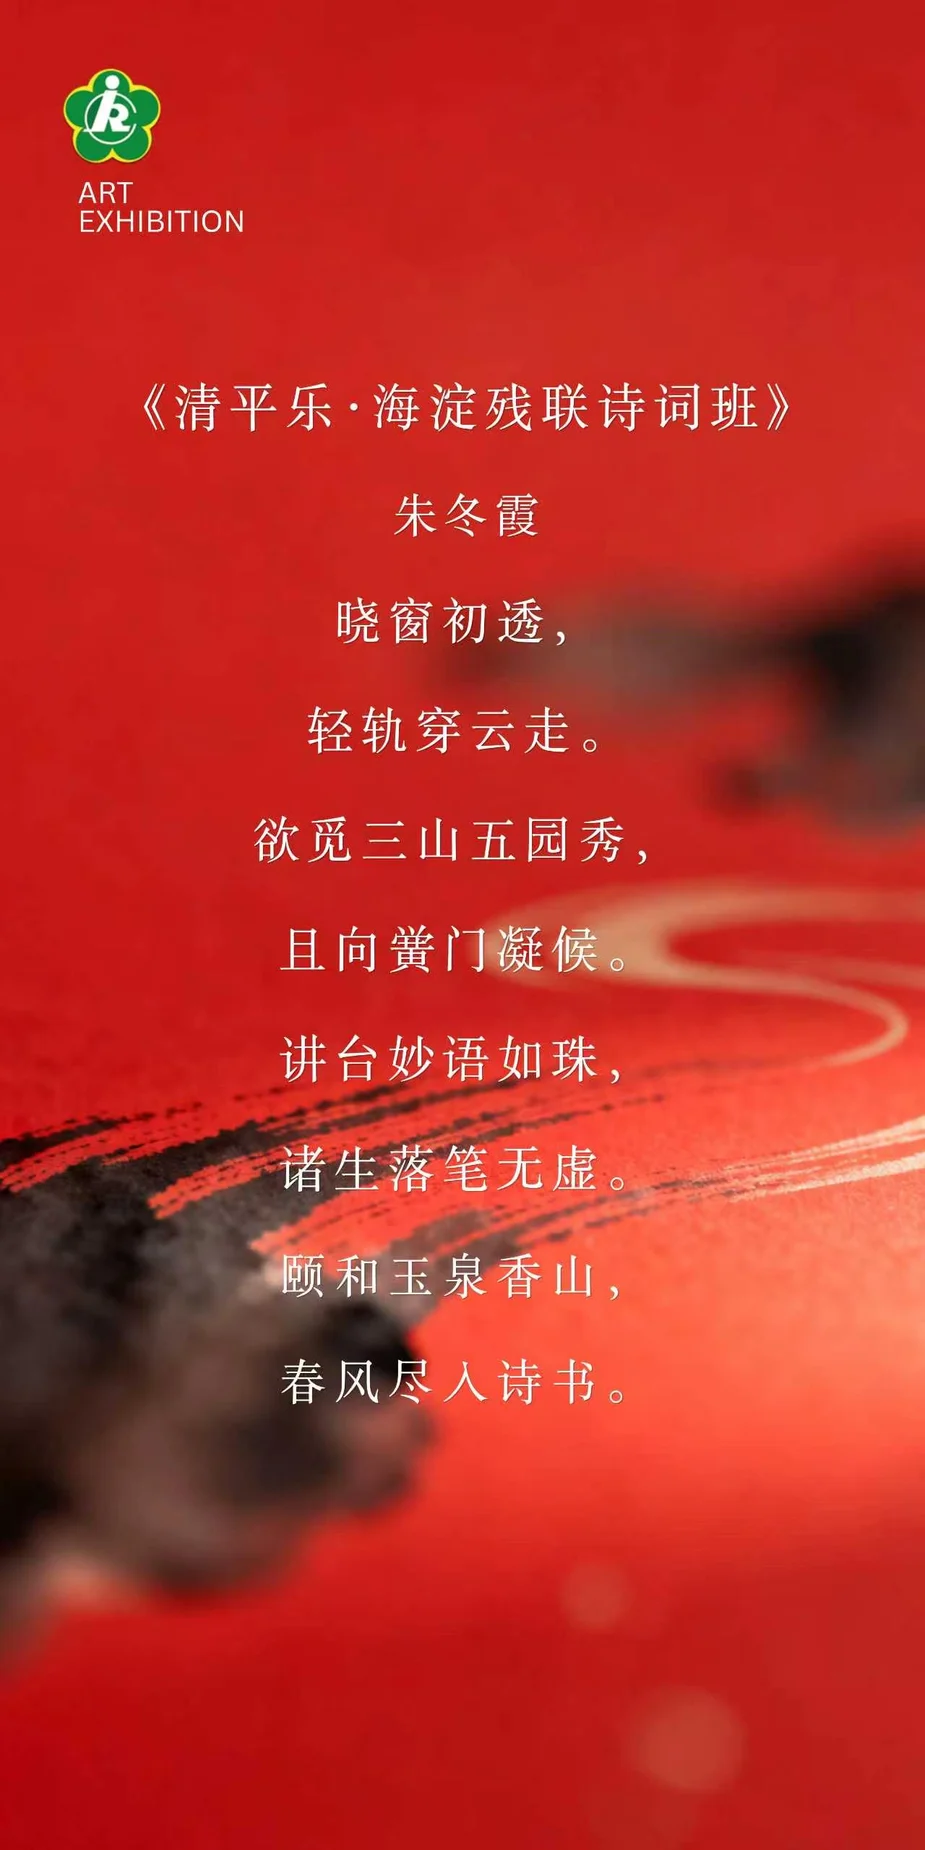 ART
EXHIBITION
《清平乐·海淀残联诗词班》
朱冬霞
晓窗初透，
轻轨穿云走。
欲觅三山五园秀，
且向黉门凝候。
讲台妙语如珠，
诸生落笔无虚。
颐和玉泉香山，
春风尽入诗书。